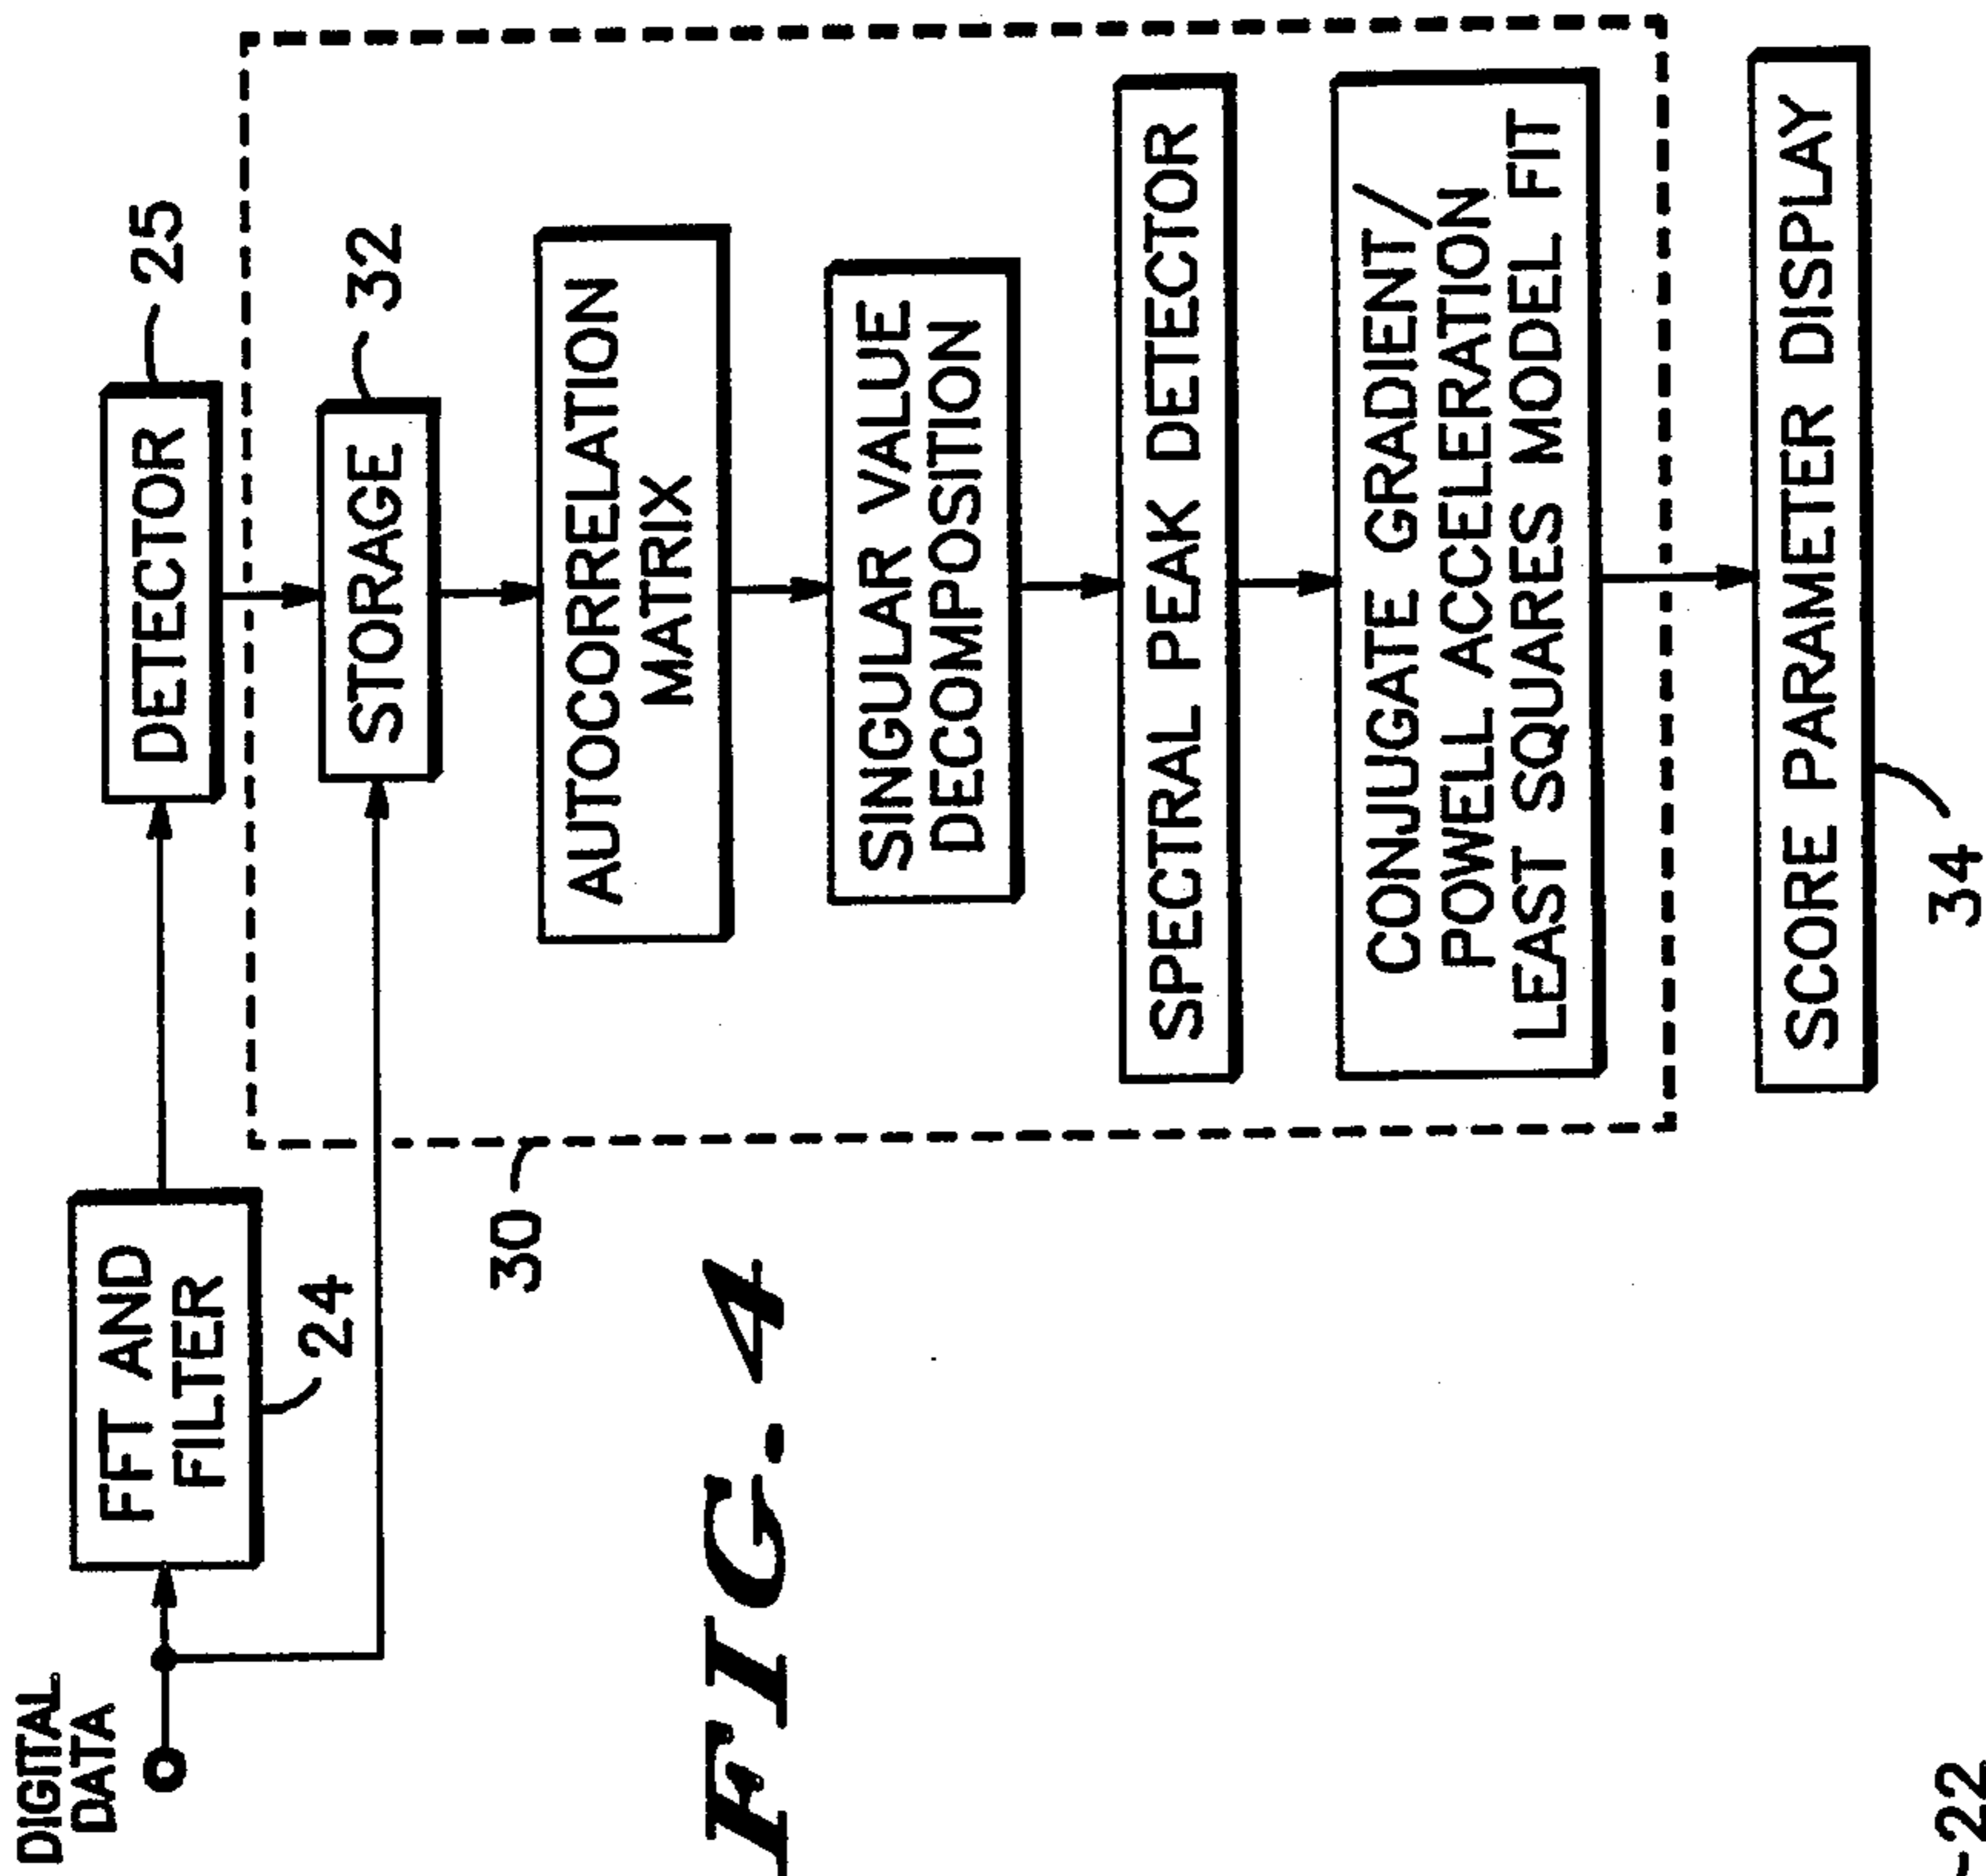 DIGITAL
DATA
FFT AND
FILTER
24
DETECTOR
25
STORAGE
32
30
AUTOCORRELATION
MATRIX
SINGULAR VALUE
DECOMPOSITION
SPECTRAL PEAK DETECTOR
CONJUGATE GRADIENT/
POWELL ACCELERATION
LEAST SQUARES MODEL FIT
SCORE PARAMETER DISPLAY
34
FIG. 4
22